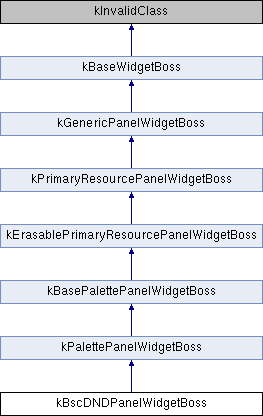 kInvalidClass
kBaseWidgetBoss
kGenericPanelWidgetBoss
kPrimaryResourcePanelWidgetBoss
kErasablePrimaryResourcePanelWidgetBoss
kBasePalettePanelWidgetBoss
kPalettePanelWidgetBoss
kBscDNDPanelWidgetBoss